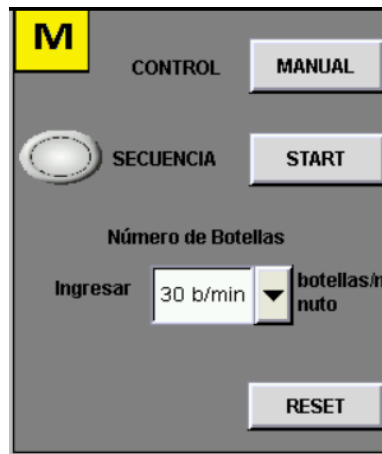 M
CONTROL MANUAL
SECUENCIA START
Número de Botellas
Ingresar 30 b/min botellas/
nuto
RESET